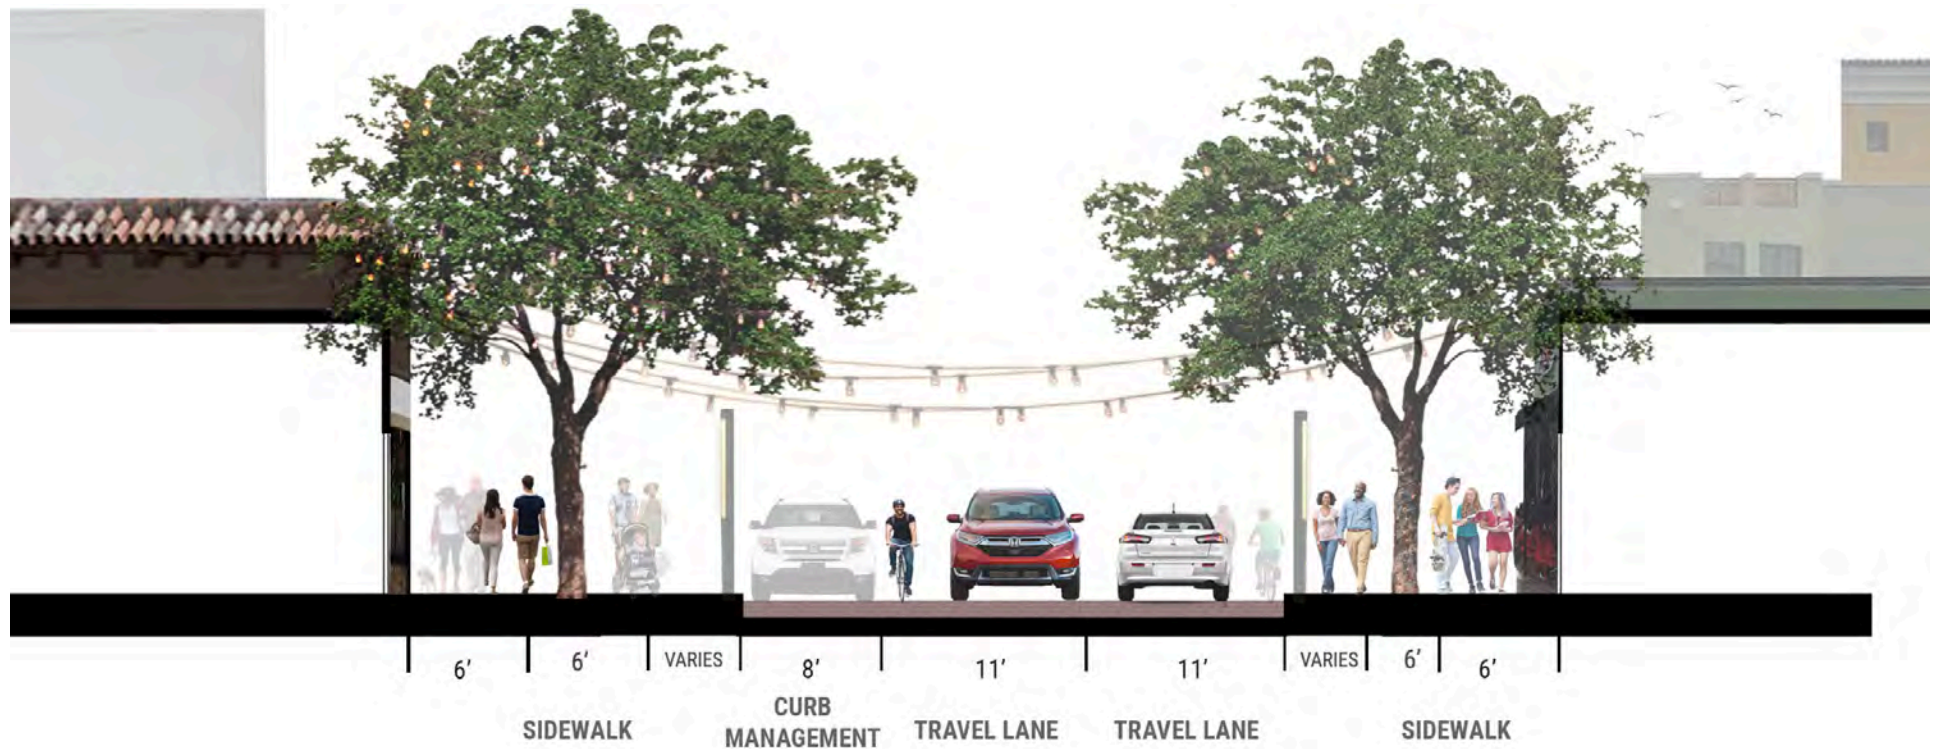 6’
6’
VARIES
8’
11’
11’
VARIES
6’
6’
SIDEWALK
CURB
MANAGEMENT
TRAVEL LANE
TRAVEL LANE
SIDEWALK